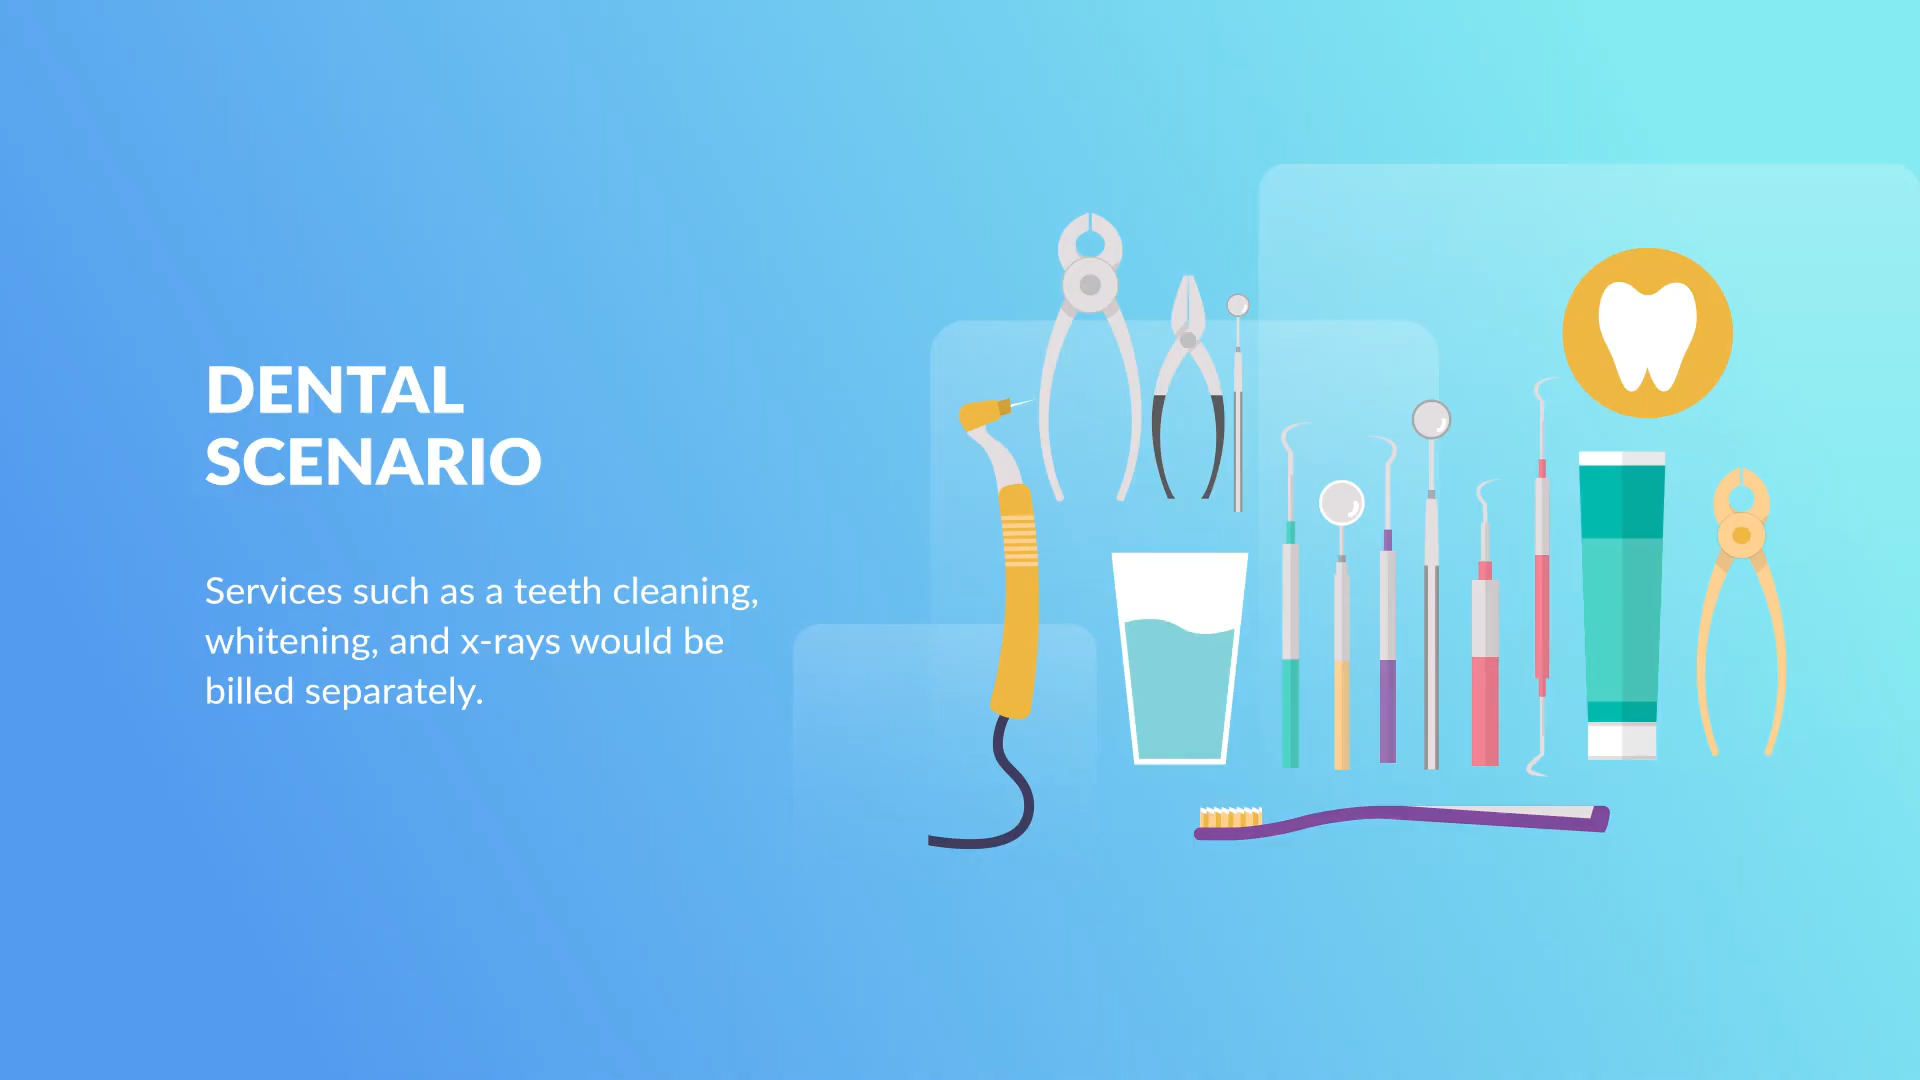 DENTAL
SCENARIO
Services such as a teeth cleaning,
whitening, and x-rays would be
billed separately.